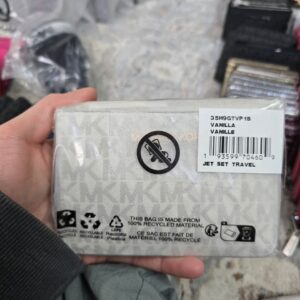 35H9GTVP1B
VANILLA
VANILLE
1 93599 70460 3
JET SET TRAVEL
THIS BAG IS MADE FROM
100% RECYCLED MATERIAL
CE SAC EST FAIT DE
MATÉRIEL 100% RECYCLÉ